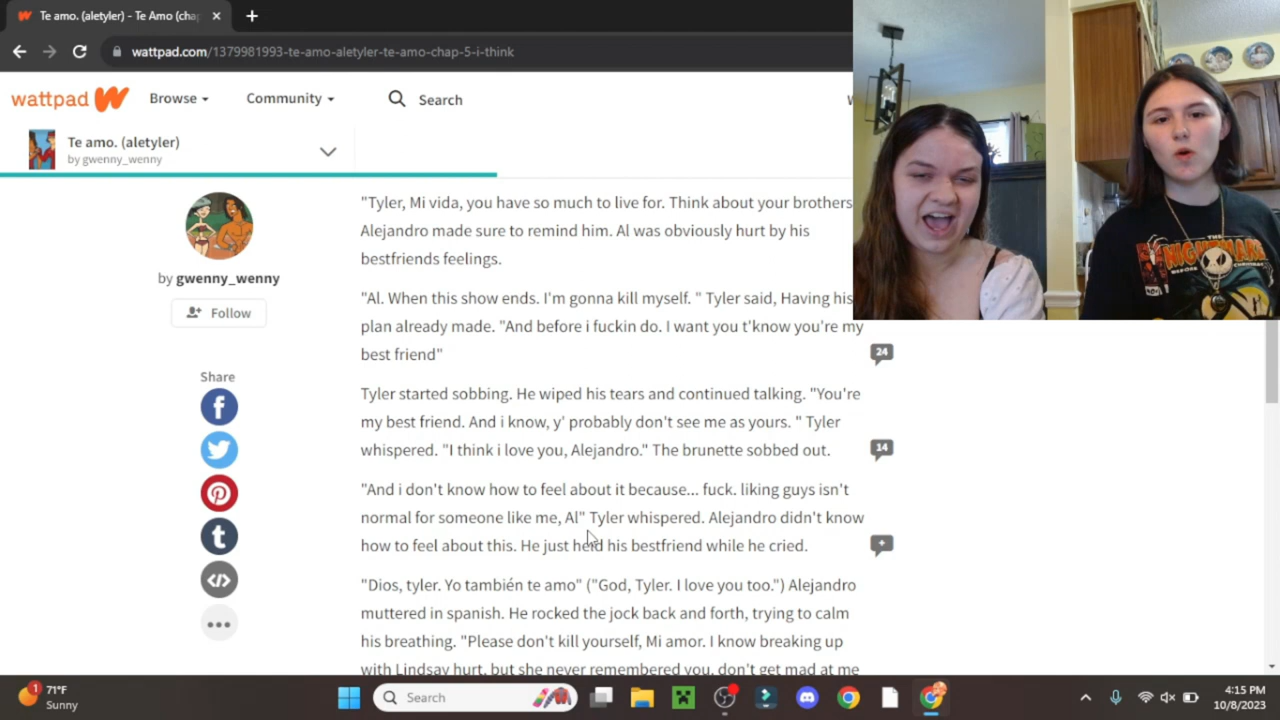 Te amo. (aletyler) - Te Amo (chap
wattpad.com/1379981993-te-amo-aletyler-te-amo-chap-5-i-think
wattpad
Browse
Community
Search
W
Te amo. (aletyler)
by gwenny_wenny
by gwenny_wenny
Follow
Share
"Tyler, Mi vida, you have so much to live for. Think about your brothers
Alejandro made sure to remind him. Al was obviously hurt by his
bestfriends feelings.
"Al. When this show ends. I'm gonna kill myself. " Tyler said, Having his
plan already made. "And before i fuckin do. I want you t'know you're my
best friend"
24
Tyler started sobbing. He wiped his tears and continued talking. "You're
my best friend. And i know, y' probably don't see me as yours. " Tyler
whispered. "I think i love you, Alejandro." The brunette sobbed out.
14
"And i don't know how to feel about it because... fuck. liking guys isn't
normal for someone like me, Al" Tyler whispered. Alejandro didn't know
how to feel about this. He just held his bestfriend while he cried.
+
"Dios, tyler. Yo también te amo" ("God, Tyler. I love you too.") Alejandro
muttered in spanish. He rocked the jock back and forth, trying to calm
his breathing. "Please don't kill yourself, Mi amor. I know breaking up
with Lindsay hurt, but she never remembered you, don't get mad at me
THE
NIGHTMARE
BEFORE CHRISTMAS
1
71°F
Sunny
Search
4:15 PM
10/8/2023